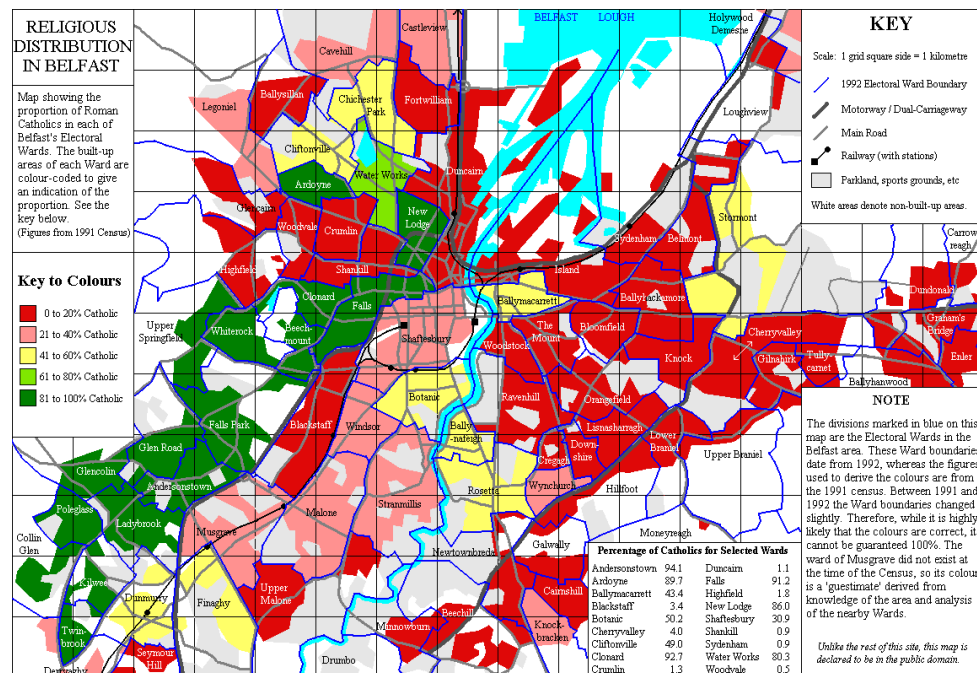 RELIGIOUS
DISTRIBUTION
IN BELFAST
Map showing the
proportion of Roman
Catholics in each of
Belfast's Electoral
Wards. The built-up
areas of each Ward are
colour-coded to give
an indication of the
proportion. See the
key below.
(Figures from 1991 Census)
Key to Colours
0 to 20% Catholic
21 to 40% Catholic
41 to 60% Catholic
61 to 80% Catholic
81 to 100% Catholic
BELFAST LOUGH
Castleview
Cavehill
Holywood
Demesne
Ballysillan
Legoniel
Chichester
Park
Fortwilliam
Loughview
Cliftonville
Water Works
Duncairn
Ardoyne
Glencairn
New
Lodge
Woodvale
Crumlin
Stormont
Sydenham
Belmont
Highfield
Shankill
Island
Clonard
Falls
Ballymacarrett
Ballyhackamore
Upper
Springfield
Whiterock
Beech-
mount
Shaftesbury
Woodstock
The
Mount
Bloomfield
Knock
Cherryvalley
Gilnahirk
Tully-
carnet
Carrow
reagh
Dundonald
Graham's
Bridge
Enler
Ballyhanwood
Botanic
Ravenhill
Orangefield
Falls Park
Blackstaff
Windsor
Bally
-nafeigh
Lisnasharragh
Glen Road
Down-
shire
Lower
Braniel
Upper Braniel
Cregagh
Glencolin
Andersonstown
Rosetta
Wynchurch
Hillfoot
Poleglass
Ladybrook
Musgrave
Malone
Stranmillis
Moneyreagh
Collin
Glen
Galwally
Newtownbreda
Kilwee
Dunmurry
Finaghy
Upper
Malone
Cairnshill
Beechill
Minnowburn
Knock-
bracken
Twin-
brook
Seymour
Hill
Derryaghy
Drumbo
KEY
Scale: 1 grid square side = 1 kilometre
1992 Electoral Ward Boundary
Motorway / Dual-Carriageway
Main Road
Railway (with stations)
Parkland, sports grounds, etc
White areas denote non-built-up areas.
NOTE
The divisions marked in blue on this
map are the Electoral Wards in the
Belfast area. These Ward boundaries
date from 1992, whereas the figures
used to derive the colours are from
the 1991 census. Between 1991 and
1992 the Ward boundaries changed
slightly. Therefore, while it is highly
likely that the colours are correct, it
cannot be guaranteed 100%. The
ward of Musgrave did not exist at
the time of the Census, so its colour
is a 'guestimate' derived from
knowledge of the area and analysis
of the nearby Wards.
Unlike the rest of this site, this map is
declared to be in the public domain.
Percentage of Catholics for Selected Wards
Andersonstown 94.1 Duncairn 1.1
Ardoyne 89.7 Falls 91.2
Ballymacarrett 43.4 Highfield 1.8
Blackstaff 3.4 New Lodge 86.0
Botanic 50.2 Shaftesbury 30.9
Cherryvalley 4.0 Shankill 0.9
Cliftonville 49.0 Sydenham 0.9
Clonard 92.7 Water Works 80.3
Crumlin 1.3 Woodvale 0.5